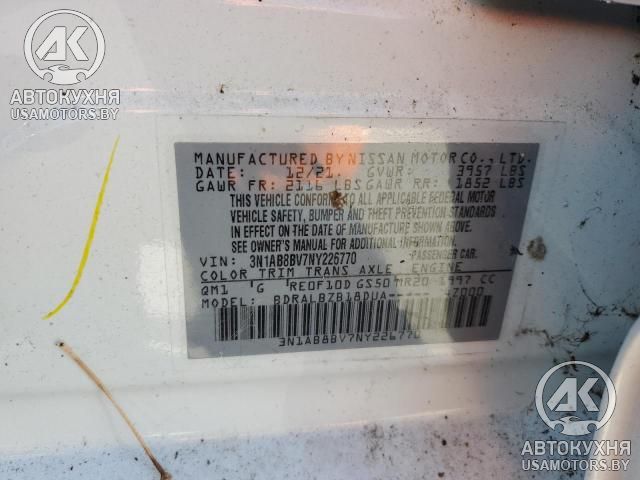 AK
АВТОКУХНЯ
USAMOTORS.BY
MANUFACTURED BY NISSAN MOTOR CO., LTD.
DATE: 12/21. GVWR: 3957 LBS
GAWR FR: 2116 LBS GAWR RR: 1852 LBS
THIS VEHICLE CONFORMS TO ALL APPLICABLE FEDERAL MOTOR
VEHICLE SAFETY, BUMPER AND THEFT PREVENTION STANDARDS
IN EFFECT ON THE DATE OF MANUFACTURE SHOWN ABOVE.
SEE OWNER'S MANUAL FOR ADDITIONAL INFORMATION.
VIN: 3N1AB8BV7NY226770 PASSENGER CAR.
COLOR TRIM TRANS AXLE ENGINE
QM1 G RE0F10D GS50 MR20 1997 CC
MODEL BDRALBZB18DUA-----
3N1AB8BV7NY226770
AK
АВТОКУХНЯ
USAMOTORS.BY